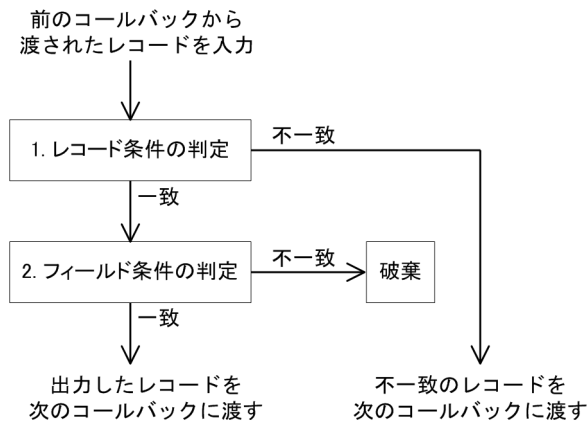 前のコールバックから
渡されたレコードを入力
1. レコード条件の判定
不一致
一致
2. フィールド条件の判定
不一致
破棄
一致
出力したレコードを
次のコールバックに渡す
不一致のレコードを
次のコールバックに渡す